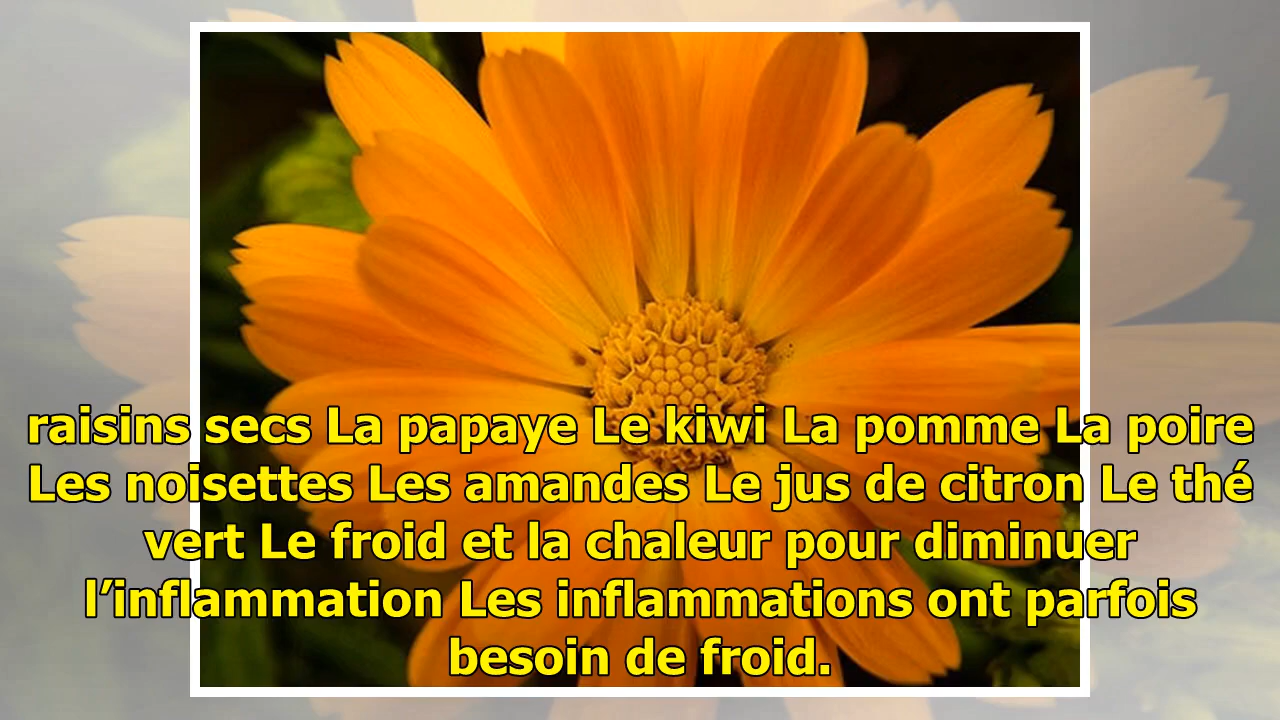 raisins secs La papaye Le kiwi La pomme La poire
Les noisettes Les amandes Le jus de citron Le thé
vert Le froid et la chaleur pour diminuer
l’inflammation Les inflammations ont parfois
besoin de froid.